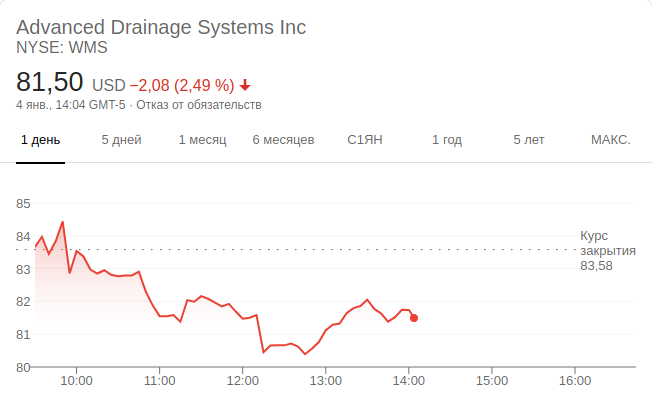 Advanced Drainage Systems Inc
NYSE: WMS
81,50 USD −2,08 (2,49 %)
4 янв., 14:04 GMT-5 · Отказ от обязательств
1 день 5 дней 1 месяц 6 месяцев С1ЯН 1 год 5 лет МАКС.
85
84
83
82
81
80
Курс
закрытия
83,58
10:00 11:00 12:00 13:00 14:00 15:00 16:00